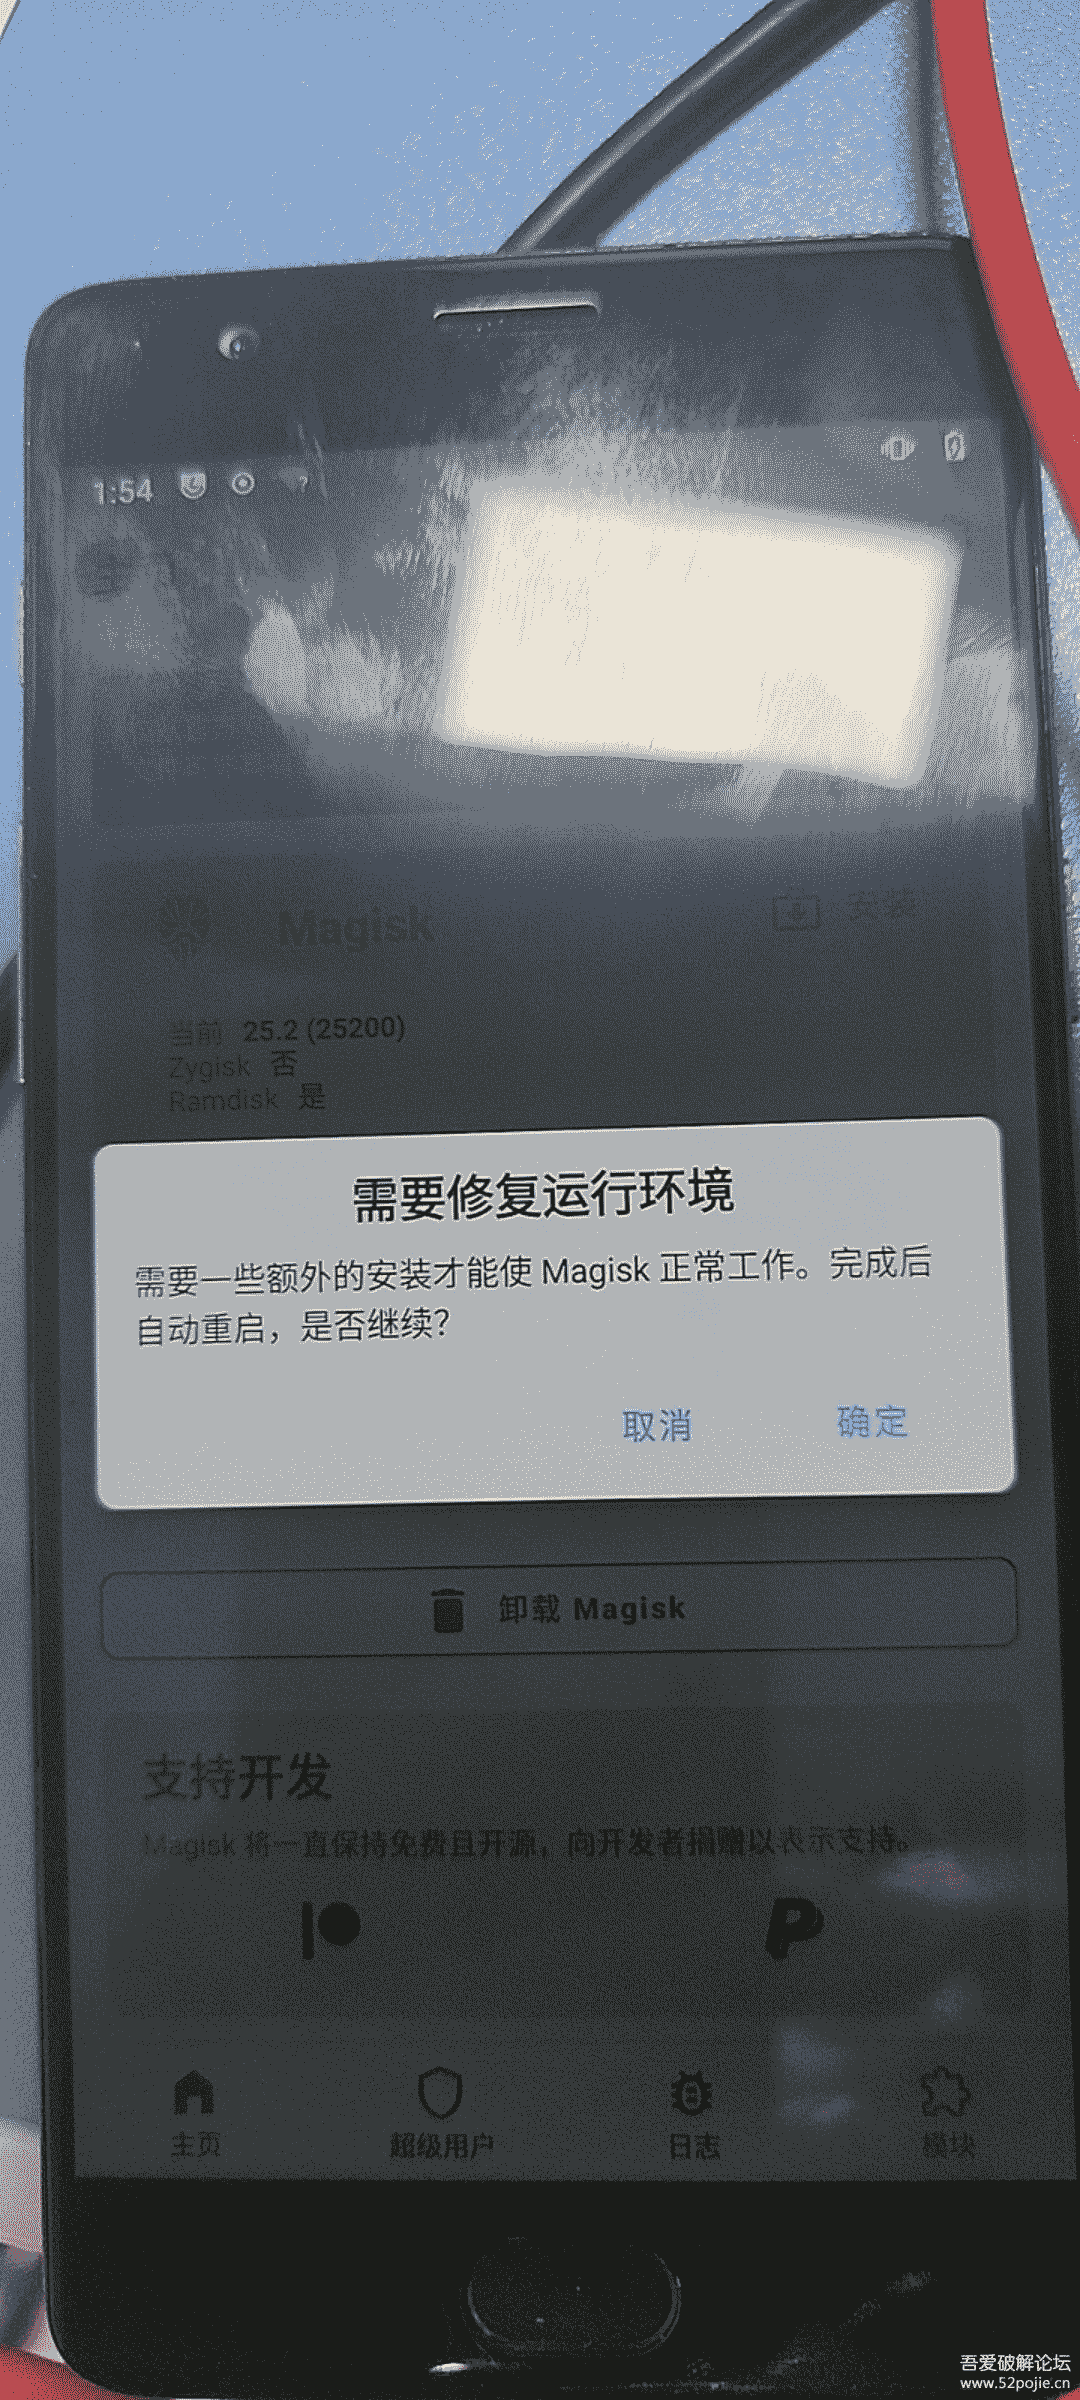 1:54
?
Magisk
安装
当前 25.2 (25200)
Zygisk 否
Ramdisk 是
需要修复运行环境
需要一些额外的安装才能使 Magisk 正常工作。完成后
自动重启，是否继续？
取消
确定
卸载 Magisk
支持开发
Magisk 将一直保持免费且开源，向开发者捐赠以表示支持。
主页
超级用户
日志
模块
吾爱破解论坛
www.52pojie.cn